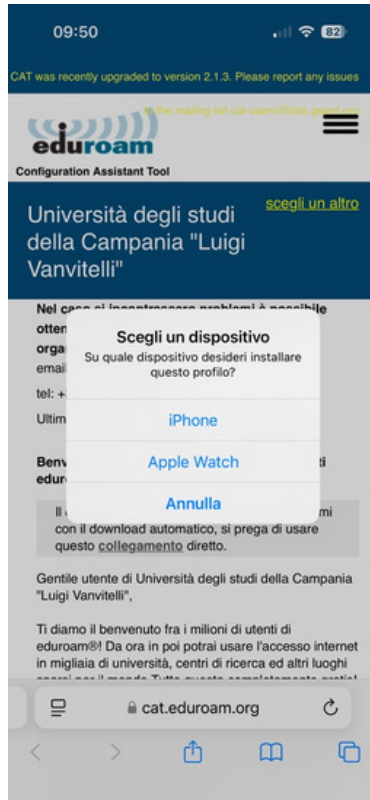 09:50
82
CAT was recently upgraded to version 2.1.3. Please report any issues
to the mailing list cat-users@lists.geant.org
eduroam
Configuration Assistant Tool
Università degli studi
della Campania "Luigi
Vanvitelli"
scegli un altro
Nel caso si incontrassero problemi è possibile
orga
email
tel: +
Ultim
Scegli un dispositivo
Su quale dispositivo desideri installare
questo profilo?
iPhone
Apple Watch
Annulla
Benv
ti
edur
Il
mi
con il download automatico, si prega di usare
questo collegamento diretto.
Gentile utente di Università degli studi della Campania
"Luigi Vanvitelli",
Ti diamo il benvenuto fra i milioni di utenti di
eduroam®! Da ora in poi potrai usare l'accesso internet
in migliaia di università, centri di ricerca ed altri luoghi
cat.eduroam.org